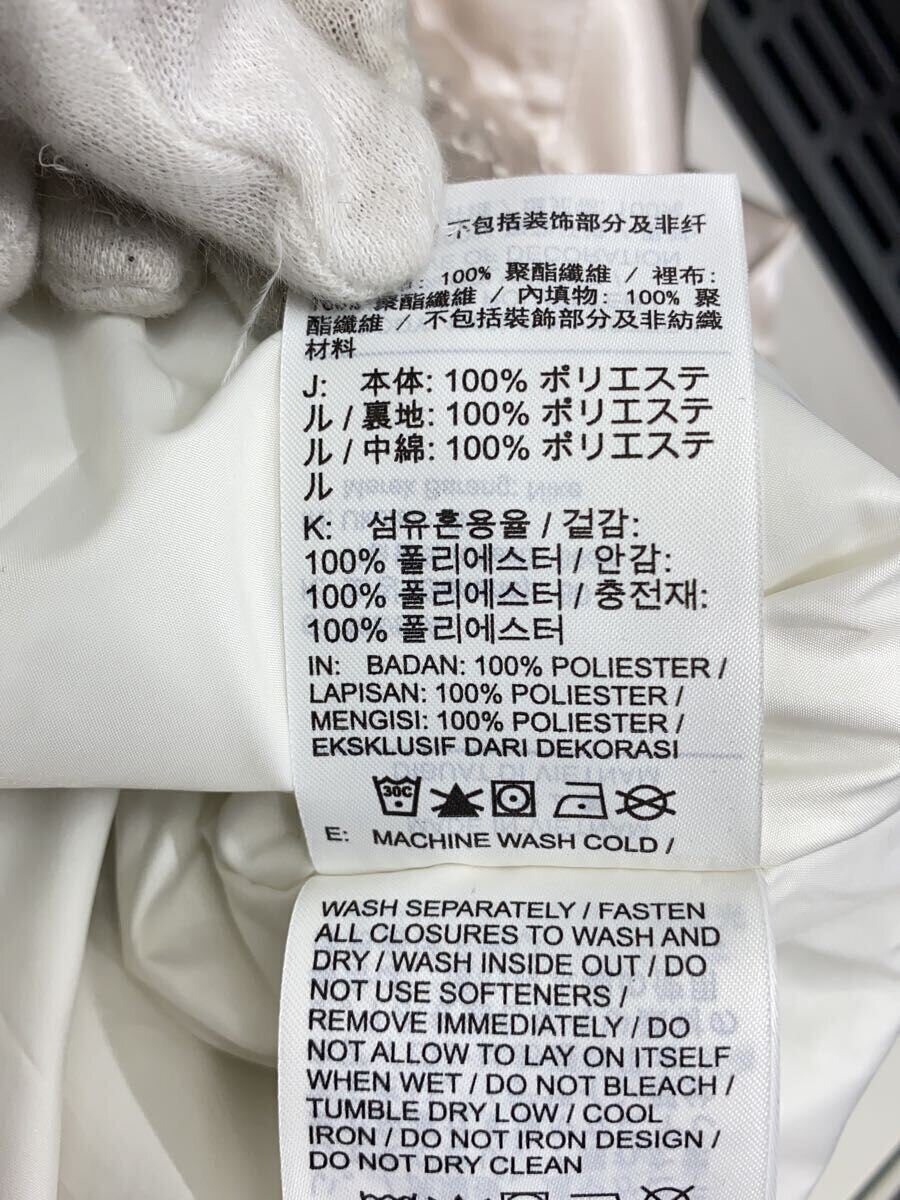 不包括装饰部分及非纤
100% 聚酯纖維 / 裡布:
100% 聚酯纖維 / 內填物: 100% 聚
酯纖維 / 不包括裝飾部分及非紡織
材料
J: 本体: 100% ポリエステ
ル / 裏地: 100% ポリエステ
ル / 中綿: 100% ポリエステ
ル
K: 섬유혼용율 / 겉감:
100% 폴리에스터 / 안감:
100% 폴리에스터 / 충전재:
100% 폴리에스터
IN: BADAN: 100% POLIESTER /
LAPISAN: 100% POLIESTER /
MENGISI: 100% POLIESTER /
EKSKLUSIF DARI DEKORASI
30C
E: MACHINE WASH COLD /
WASH SEPARATELY / FASTEN
ALL CLOSURES TO WASH AND
DRY / WASH INSIDE OUT / DO
NOT USE SOFTENERS /
REMOVE IMMEDIATELY / DO
NOT ALLOW TO LAY ON ITSELF
WHEN WET / DO NOT BLEACH /
TUMBLE DRY LOW / COOL
IRON / DO NOT IRON DESIGN /
DO NOT DRY CLEAN